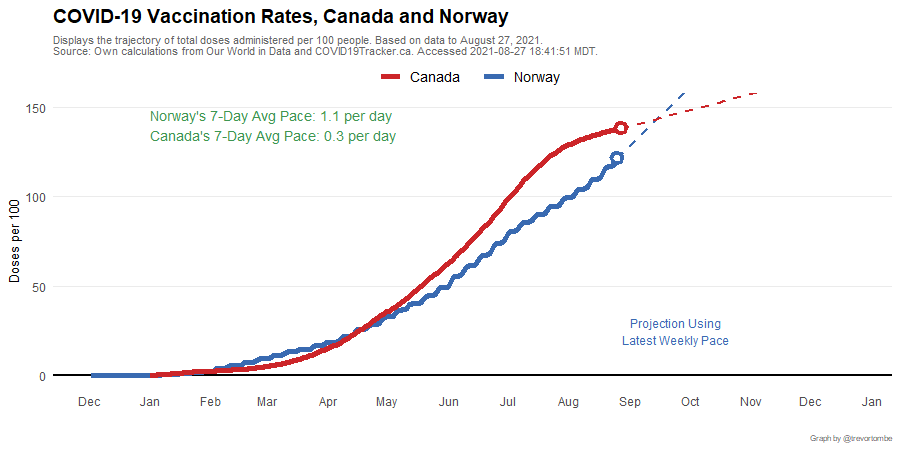 COVID-19 Vaccination Rates, Canada and Norway
Displays the trajectory of total doses administered per 100 people. Based on data to August 27, 2021.
Source: Own calculations from Our World in Data and COVID19Tracker.ca. Accessed 2021-08-27 18:41:51 MDT.
Canada Norway
Norway's 7-Day Avg Pace: 1.1 per day
Canada's 7-Day Avg Pace: 0.3 per day
150
100
50
0
Doses per 100
Projection Using
Latest Weekly Pace
Dec Jan Feb Mar Apr May Jun Jul Aug Sep Oct Nov Dec Jan
Graph by @trevortombe